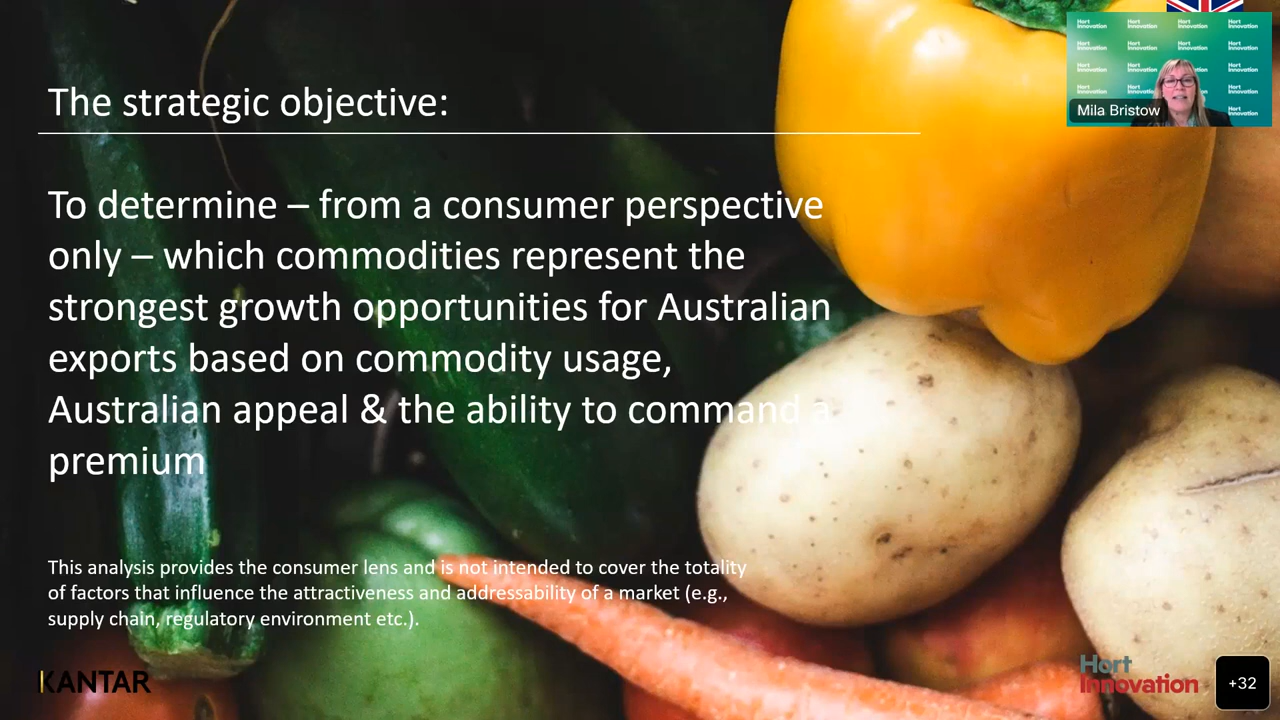 The strategic objective:
To determine – from a consumer perspective
only – which commodities represent the
strongest growth opportunities for Australian
exports based on commodity usage,
Australian appeal & the ability to command a
premium
This analysis provides the consumer lens and is not intended to cover the totality
of factors that influence the attractiveness and addressability of a market (e.g.,
supply chain, regulatory environment etc.).
KANTAR
Hort
Innovation
+32
Mila Bristow
Hort Innovation